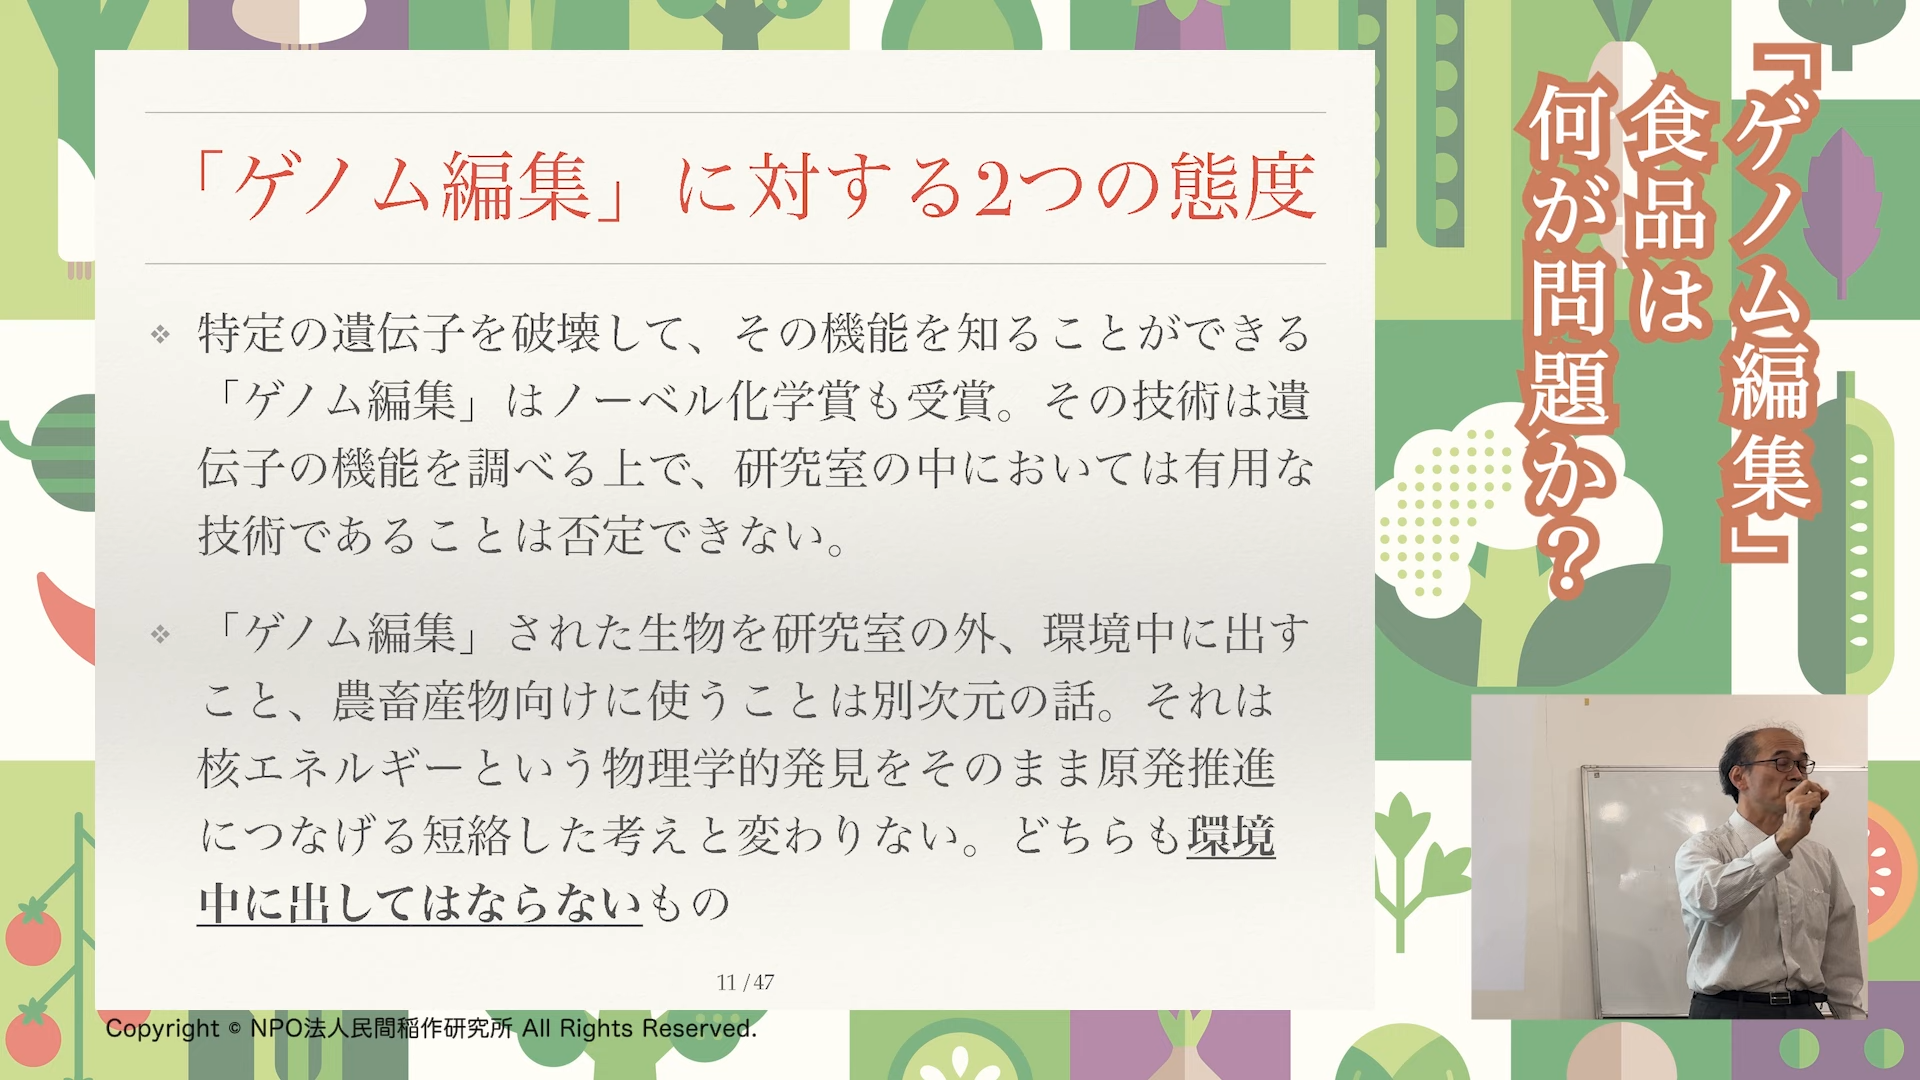 「ゲノム編集」に対する2つの態度
❖ 特定の遺伝子を破壊して、その機能を知ることができる
「ゲノム編集」はノーベル化学賞も受賞。その技術は遺
伝子の機能を調べる上で、研究室の中においては有用な
技術であることは否定できない。
❖ 「ゲノム編集」された生物を研究室の外、環境中に出す
こと、農畜産物向けに使うことは別次元の話。それは
核エネルギーという物理学的発見をそのまま原発推進
につなげる短絡した考えと変わりない。どちらも環境
中に出してはならないもの
11 / 47
Copyright © NPO法人民間稲作研究所 All Rights Reserved.
『ゲノム編集』
食品は
何が問題か？